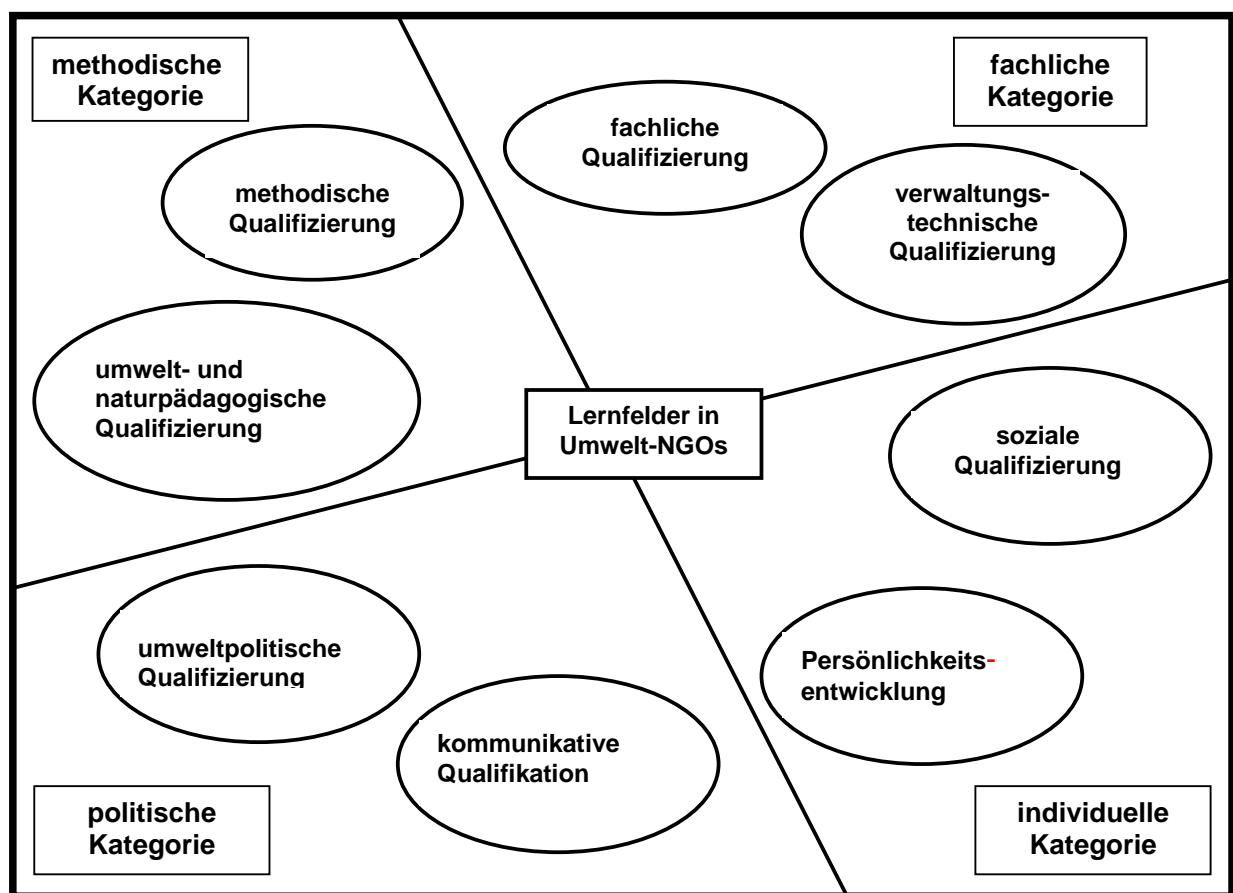 methodische
Kategorie
fachliche
Kategorie
fachliche
Qualifizierung
methodische
Qualifizierung
verwaltungs-
technische
Qualifizierung
umwelt- und
naturpädagogische
Qualifizierung
Lernfelder in
Umwelt-NGOs
soziale
Qualifizierung
umweltpolitische
Qualifizierung
Persönlichkeits-
entwicklung
kommunikative
Qualifikation
politische
Kategorie
individuelle
Kategorie